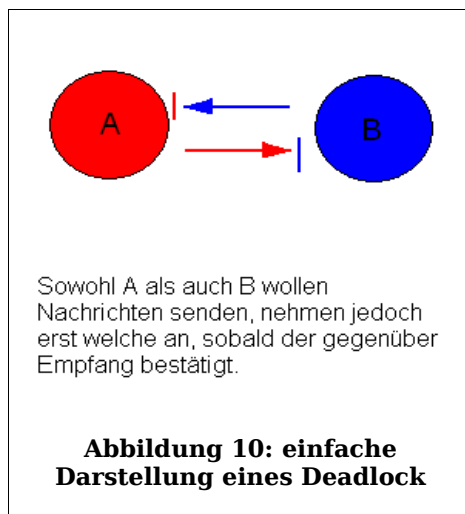 A
B
Sowohl A als auch B wollen
Nachrichten senden, nehmen jedoch
erst welche an, sobald der gegenüber
Empfang bestätigt.
Abbildung 10: einfache
Darstellung eines Deadlock